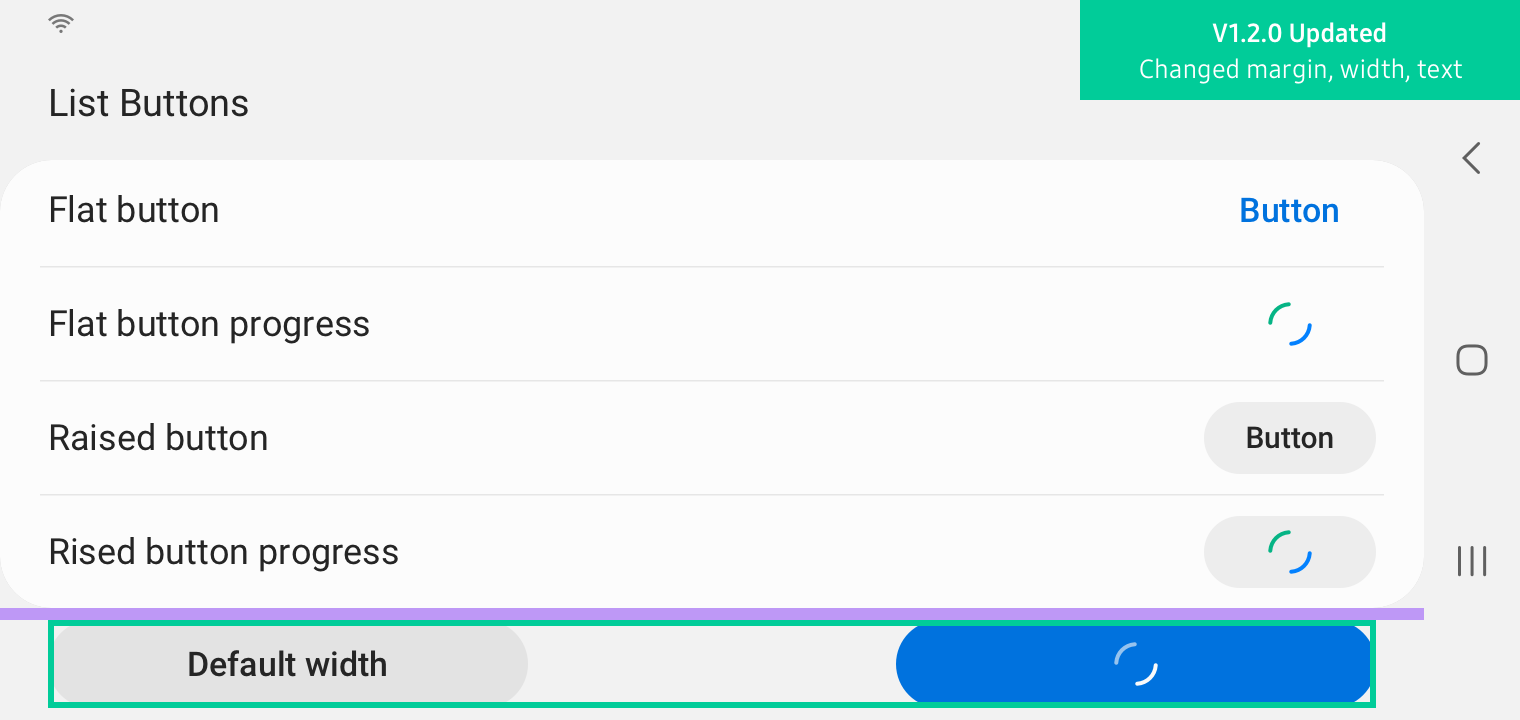 V1.2.0 Updated
Changed margin, width, text
List Buttons
Flat button
Button
Flat button progress
Raised button
Button
Rised button progress
Default width